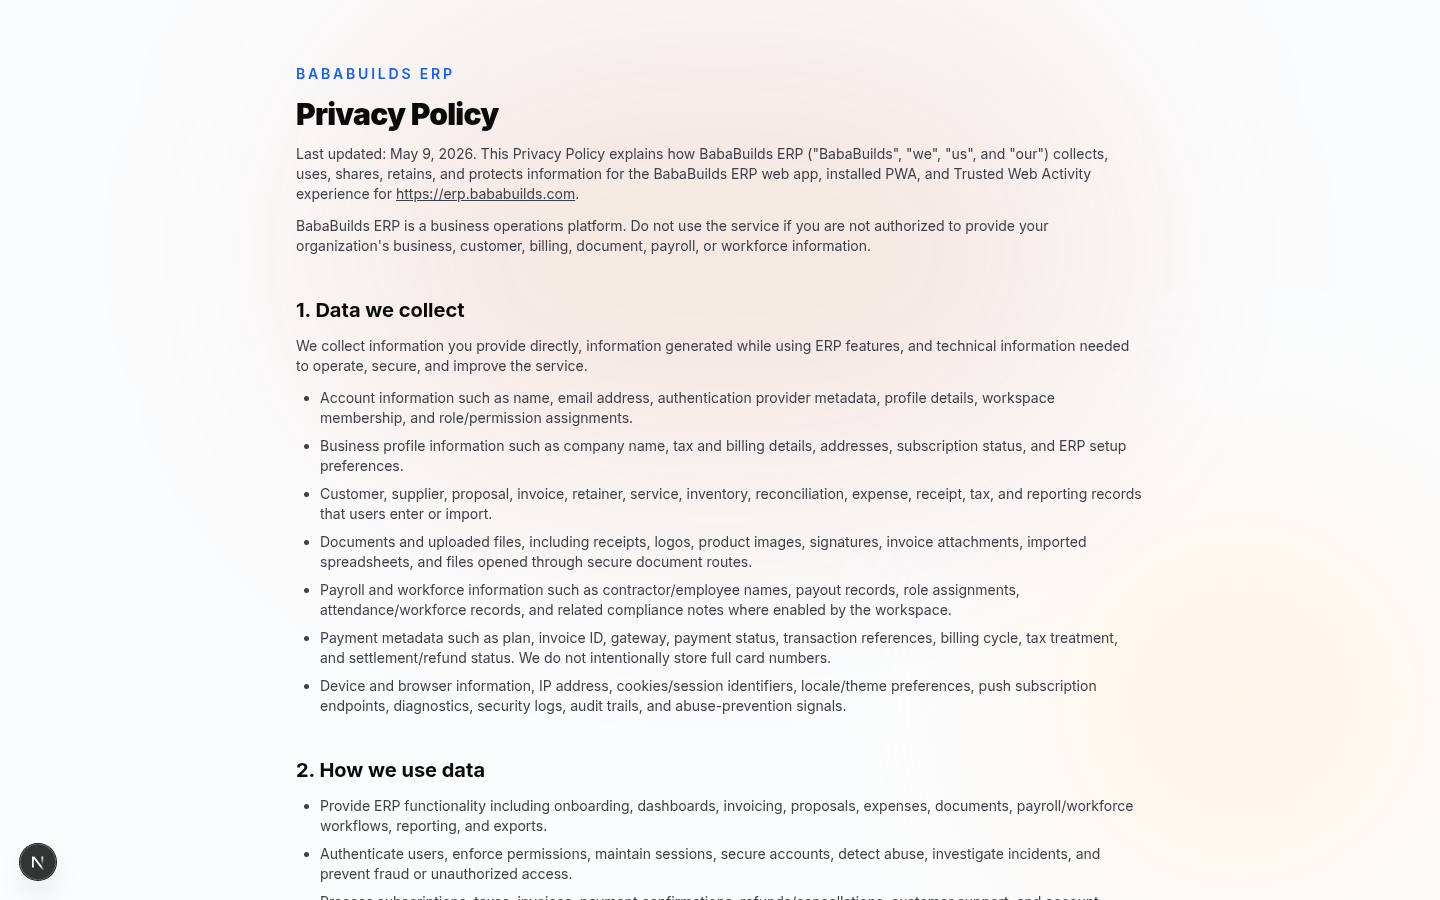 BABABUILDS ERP
Privacy Policy
Last updated: May 9, 2026. This Privacy Policy explains how BabaBuilds ERP ("BabaBuilds", "we", "us", and "our") collects,
uses, shares, retains, and protects information for the BabaBuilds ERP web app, installed PWA, and Trusted Web Activity
experience for https://erp.bababuilds.com.
BabaBuilds ERP is a business operations platform. Do not use the service if you are not authorized to provide your
organization's business, customer, billing, document, payroll, or workforce information.
1. Data we collect
We collect information you provide directly, information generated while using ERP features, and technical information needed
to operate, secure, and improve the service.
• Account information such as name, email address, authentication provider metadata, profile details, workspace
membership, and role/permission assignments.
• Business profile information such as company name, tax and billing details, addresses, subscription status, and ERP setup
preferences.
• Customer, supplier, proposal, invoice, retainer, service, inventory, reconciliation, expense, receipt, tax, and reporting records
that users enter or import.
• Documents and uploaded files, including receipts, logos, product images, signatures, invoice attachments, imported
spreadsheets, and files opened through secure document routes.
• Payroll and workforce information such as contractor/employee names, payout records, role assignments,
attendance/workforce records, and related compliance notes where enabled by the workspace.
• Payment metadata such as plan, invoice ID, gateway, payment status, transaction references, billing cycle, tax treatment,
and settlement/refund status. We do not intentionally store full card numbers.
• Device and browser information, IP address, cookies/session identifiers, locale/theme preferences, push subscription
endpoints, diagnostics, security logs, audit trails, and abuse-prevention signals.
2. How we use data
• Provide ERP functionality including onboarding, dashboards, invoicing, proposals, expenses, documents, payroll/workforce
workflows, reporting, and exports.
• Authenticate users, enforce permissions, maintain sessions, secure accounts, detect abuse, investigate incidents, and
prevent fraud or unauthorized access.
• Process subscriptions, taxes, invoices, payment confirmations, refunds/cancellations, customer support, and account
N